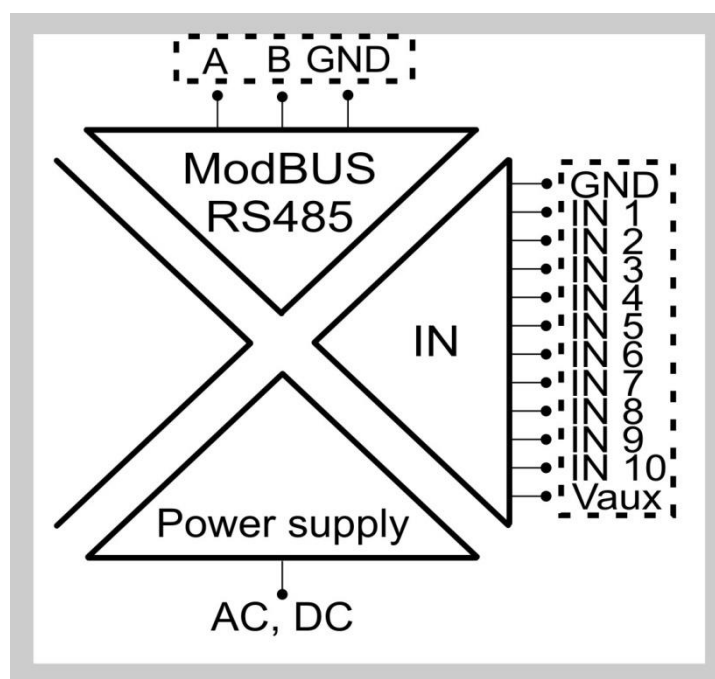 A B GND
ModBUS
RS485
GND
IN 1
IN 2
IN 3
IN 4
IN
IN 5
IN 6
IN 7
IN 8
IN 9
IN 10
Vaux
Power supply
AC, DC